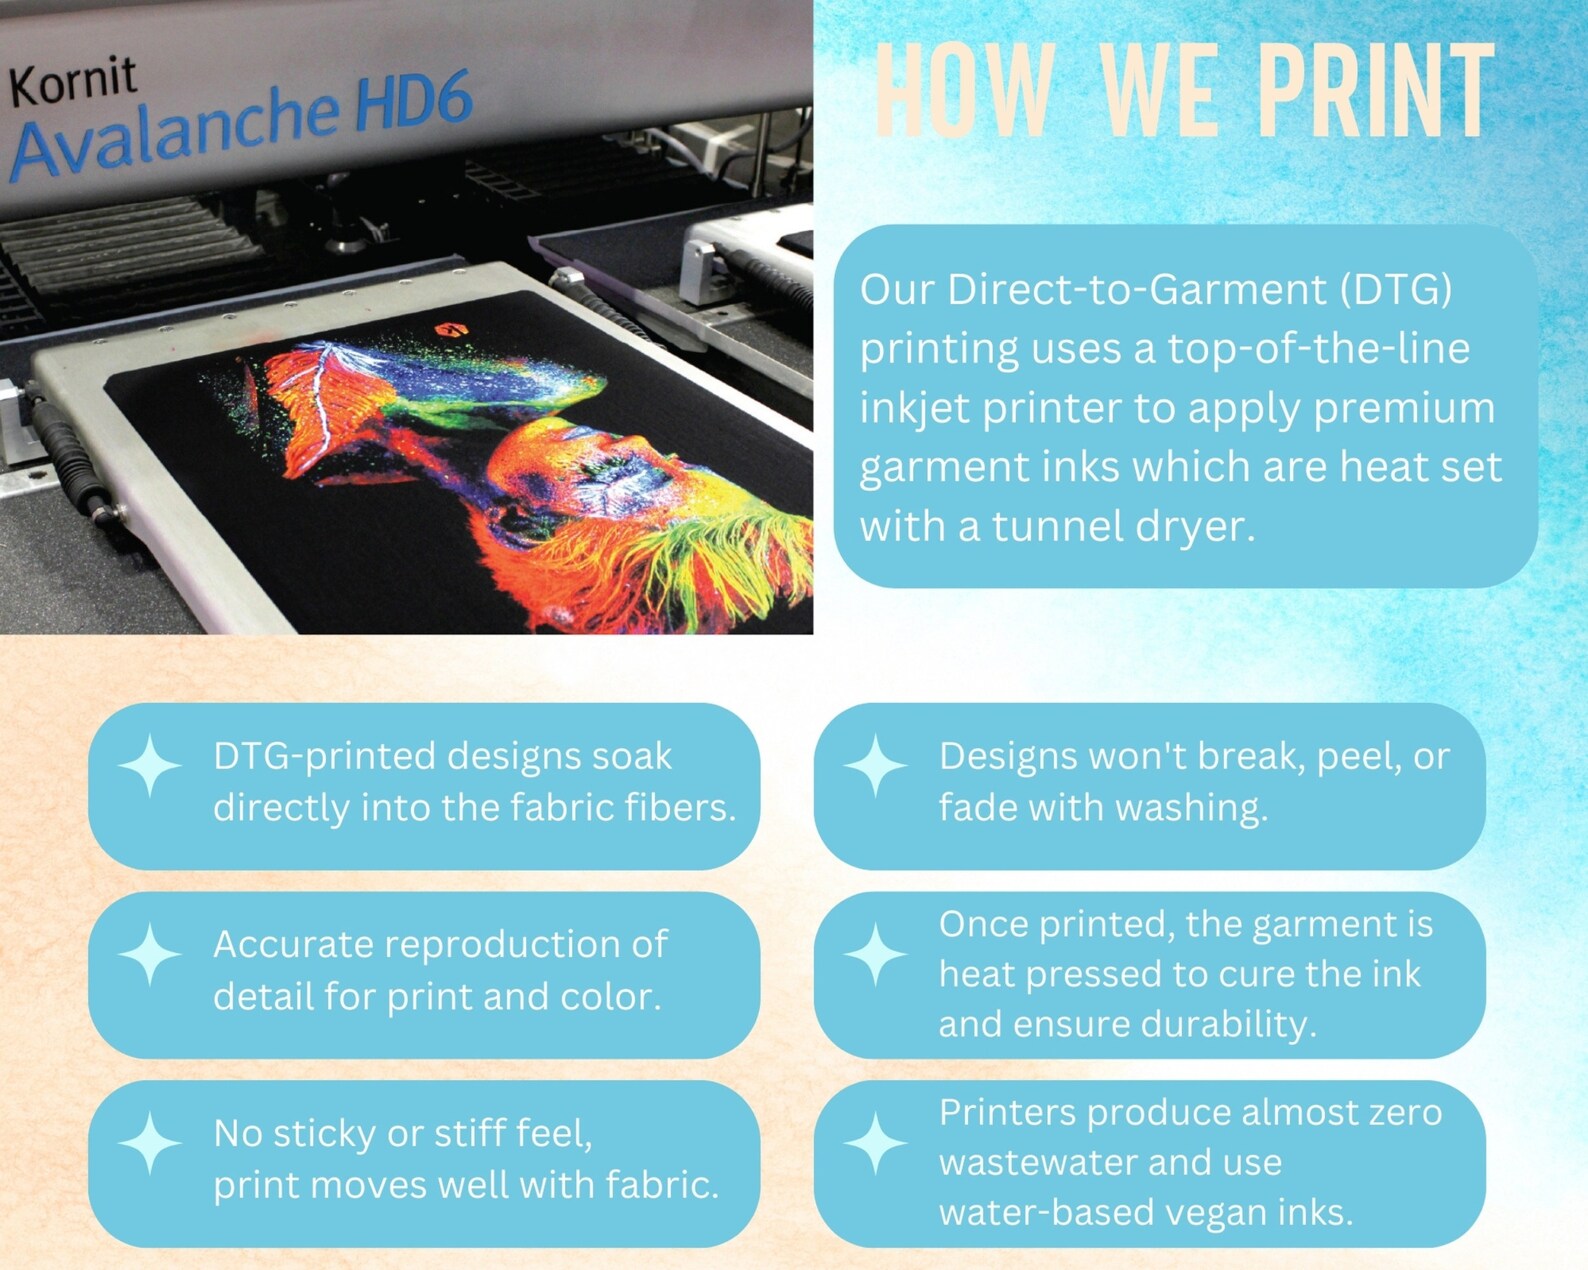 Kornit
Avalanche HD6
HOW WE PRINT
Our Direct-to-Garment (DTG)
printing uses a top-of-the-line
inkjet printer to apply premium
garment inks which are heat set
with a tunnel dryer.
DTG-printed designs soak
directly into the fabric fibers.
Designs won't break, peel, or
fade with washing.
Accurate reproduction of
detail for print and color.
Once printed, the garment is
heat pressed to cure the ink
and ensure durability.
No sticky or stiff feel,
print moves well with fabric.
Printers produce almost zero
wastewater and use
water-based vegan inks.